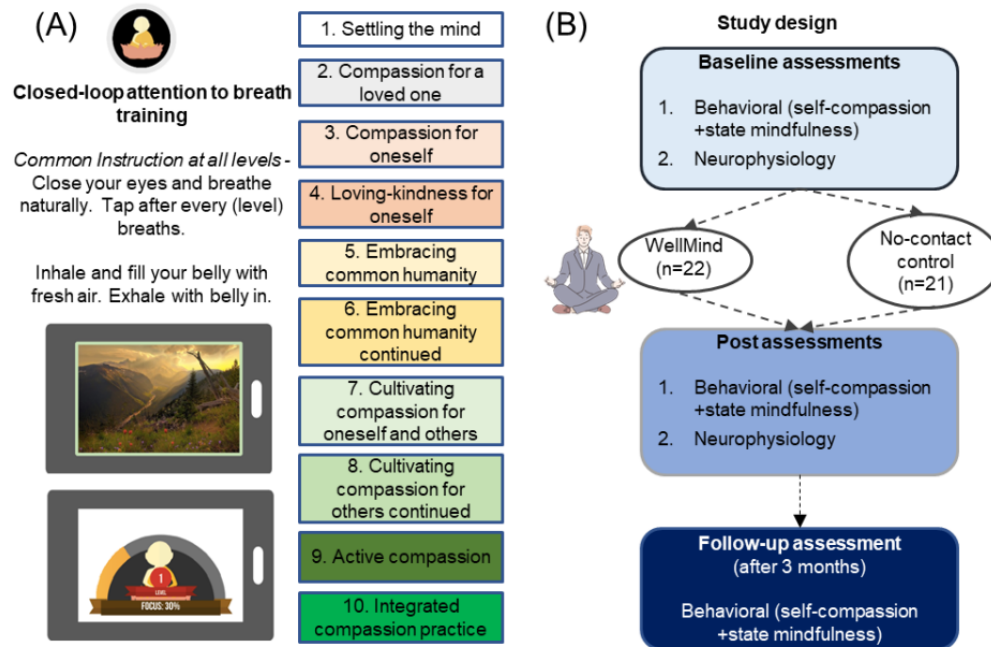 (A)
Closed-loop attention to breath
training
Common Instruction at all levels -
Close your eyes and breathe
naturally. Tap after every (level)
breaths.
Inhale and fill your belly with
fresh air. Exhale with belly in.
1
LEVEL
FOCUS: 30%
1. Settling the mind
2. Compassion for a
loved one
3. Compassion for
oneself
4. Loving-kindness for
oneself
5. Embracing
common humanity
6. Embracing
common humanity
continued
7. Cultivating
compassion for
oneself and others
8. Cultivating
compassion for
others continued
9. Active compassion
10. Integrated
compassion practice
(B)
Study design
Baseline assessments
1. Behavioral (self-compassion
+state mindfulness)
2. Neurophysiology
WellMind
(n=22)
No-contact
control
(n=21)
Post assessments
1. Behavioral (self-compassion
+state mindfulness)
2. Neurophysiology
Follow-up assessment
(after 3 months)
Behavioral (self-compassion
+state mindfulness)